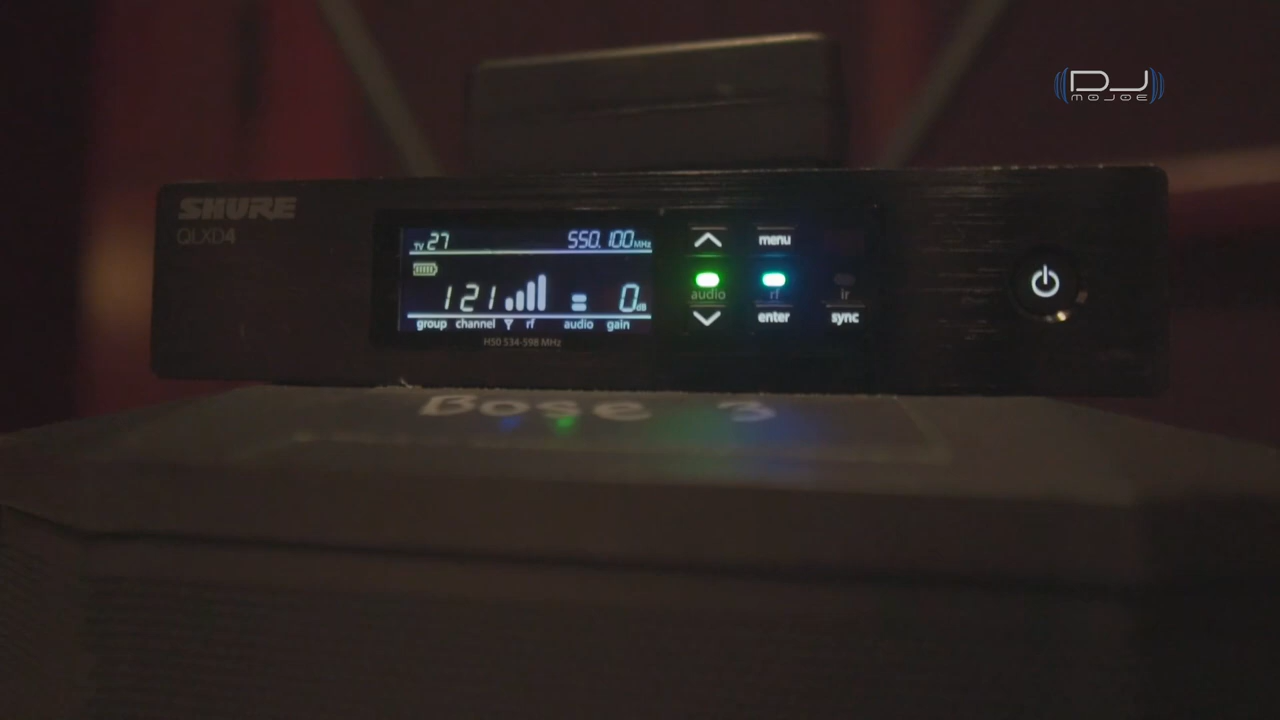 DJ
MOJOE
SHURE
QLXD4
TV 27 550.100 MHz
121 0 dB
group channel rf audio gain
H50 534-598 MHz
menu
audio rf ir
enter sync
Bose 3